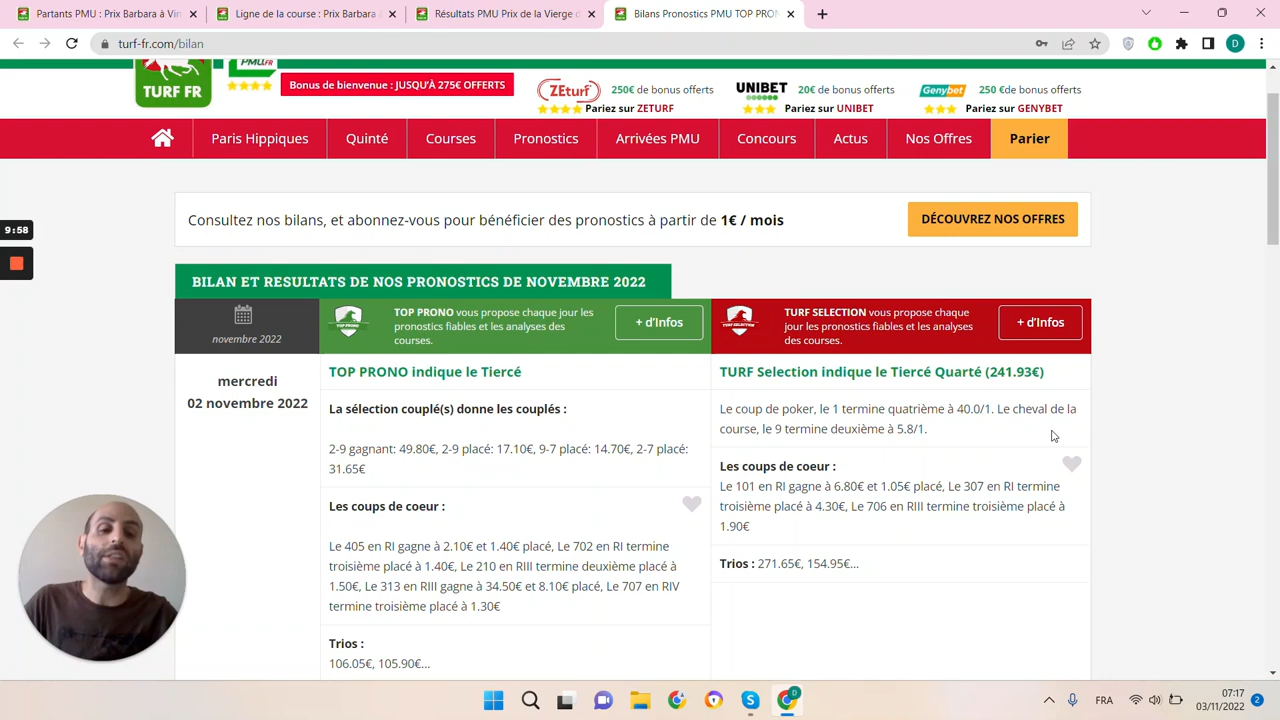 Partants PMU : Prix Barbara à Vin
Ligne de la course : Prix Barbara à
Résultats PMU Prix de la Vierge d
Bilans Pronostics PMU TOP PRON
turf-fr.com/bilan
D
TURF FR
PMU.FR
Bonus de bienvenue : JUSQU'À 275€ OFFERTS
ZEturf
250€ de bonus offerts
Pariez sur ZETURF
UNIBET
20€ de bonus offerts
Pariez sur UNIBET
Genybet
250 €de bonus offerts
Pariez sur GENYBET
Paris Hippiques
Quinté
Courses
Pronostics
Arrivées PMU
Concours
Actus
Nos Offres
Parier
Consultez nos bilans, et abonnez-vous pour bénéficier des pronostics à partir de 1€ / mois
DÉCOUVREZ NOS OFFRES
9:58
BILAN ET RESULTATS DE NOS PRONOSTICS DE NOVEMBRE 2022
novembre 2022
TOP PRONO
TOP PRONO vous propose chaque jour les
pronostics fiables et les analyses des
courses.
+ d'Infos
TURF SELECTION
TURF SELECTION vous propose chaque
jour les pronostics fiables et les analyses
des courses.
+ d'Infos
mercredi
02 novembre 2022
TOP PRONO indique le Tiercé
La sélection couplé(s) donne les couplés :
2-9 gagnant: 49.80€, 2-9 placé: 17.10€, 9-7 placé: 14.70€, 2-7 placé:
31.65€
Les coups de coeur :
Le 405 en RI gagne à 2.10€ et 1.40€ placé, Le 702 en RI termine
troisième placé à 1.40€, Le 210 en RIII termine deuxième placé à
1.50€, Le 313 en RIII gagne à 34.50€ et 8.10€ placé, Le 707 en RIV
termine troisième placé à 1.30€
Trios :
106.05€, 105.90€...
TURF Selection indique le Tiercé Quarté (241.93€)
Le coup de poker, le 1 termine quatrième à 40.0/1. Le cheval de la
course, le 9 termine deuxième à 5.8/1.
Les coups de coeur :
Le 101 en RI gagne à 6.80€ et 1.05€ placé, Le 307 en RI termine
troisième placé à 4.30€, Le 706 en RIII termine troisième placé à
1.90€
Trios : 271.65€, 154.95€...
FRA
07:17
03/11/2022
2